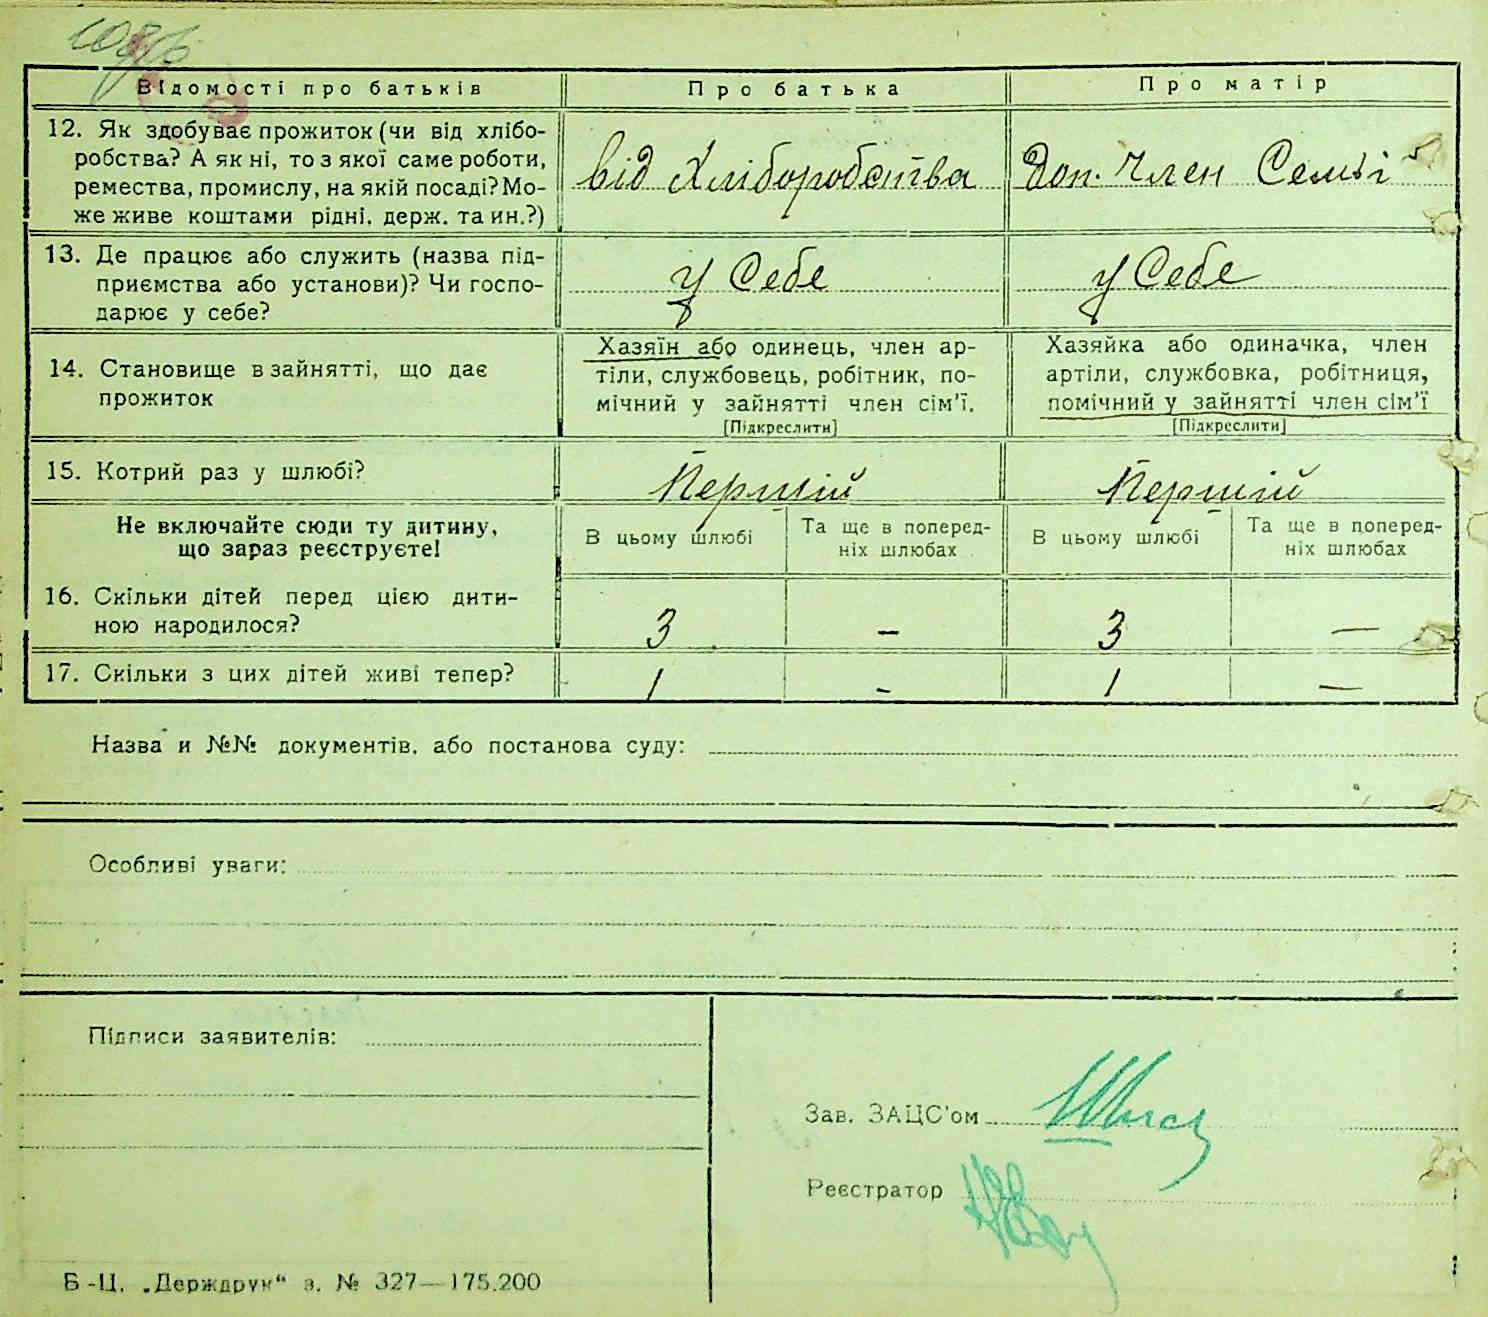 Відомості про батьків
Про батька
Про матір
12. Як здобуває прожиток (чи від хлібо-
робства? А як ні, то з якої саме роботи,
ремества, промислу, на якій посаді? Мо-
же живе коштами рідні, держ. та ин.?)
від Хліборобства
Доп. Член Семьі
13. Де працює або служить (назва під-
приємства або установи)? Чи госпо-
дарює у себе?
у Себе
у Себе
14. Становище в зайнятті, що дає
прожиток
Хазяїн або одинець, член ар-
тіли, службовець, робітник, по-
мічний у зайнятті член сім'ї.
[Підкреслити]
Хазяйка або одиначка, член
артіли, службовка, робітниця,
помічний у зайнятті член сім'ї
[Підкреслити]
15. Котрий раз у шлюбі?
Першій
Першій
Не включайте сюди ту дитину,
що зараз реєструєте!
В цьому шлюбі
Та ще в поперед-
ніх шлюбах
В цьому шлюбі
Та ще в поперед-
ніх шлюбах
16. Скільки дітей перед цією дити-
ною народилося?
3
–
3
—
17. Скільки з цих дітей живі тепер?
1
-
1
—
Назва и №№ документів, або постанова суду:
Особливі уваги:
Підписи заявителів:
Зав. ЗАЦС'ом
Реєстратор
Б-Ц. „Держдрук“ з. № 327—175.200